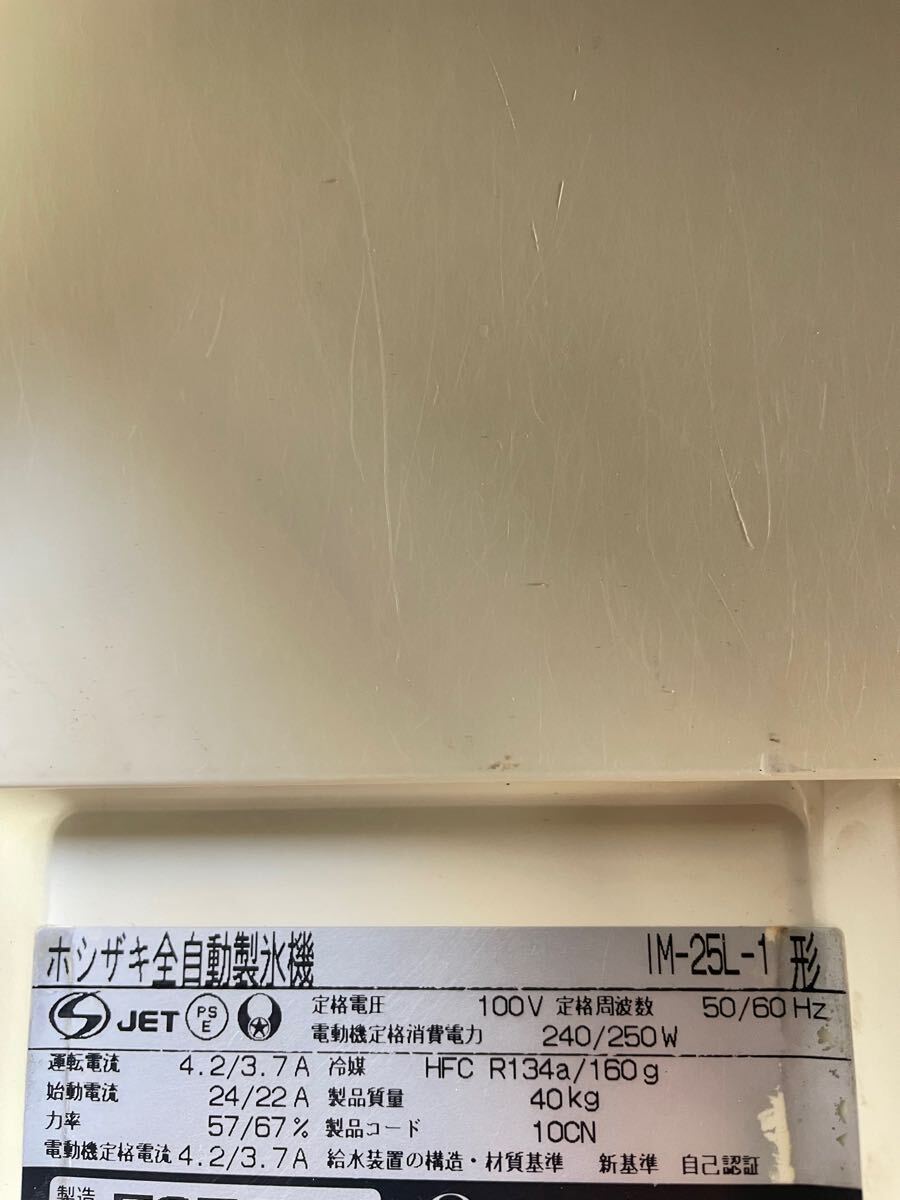 ホシザキ全自動製氷機 IM-25L-1 形
JET PS E 定格電圧 100V 定格周波数 50/60Hz
電動機定格消費電力 240/250W
運転電流 4.2/3.7A 冷媒 HFC R134a/160g
始動電流 24/22A 製品質量 40kg
力率 57/67% 製品コード 10CN
電動機定格電流 4.2/3.7A 給水装置の構造・材質基準 新基準 自己認証
製造